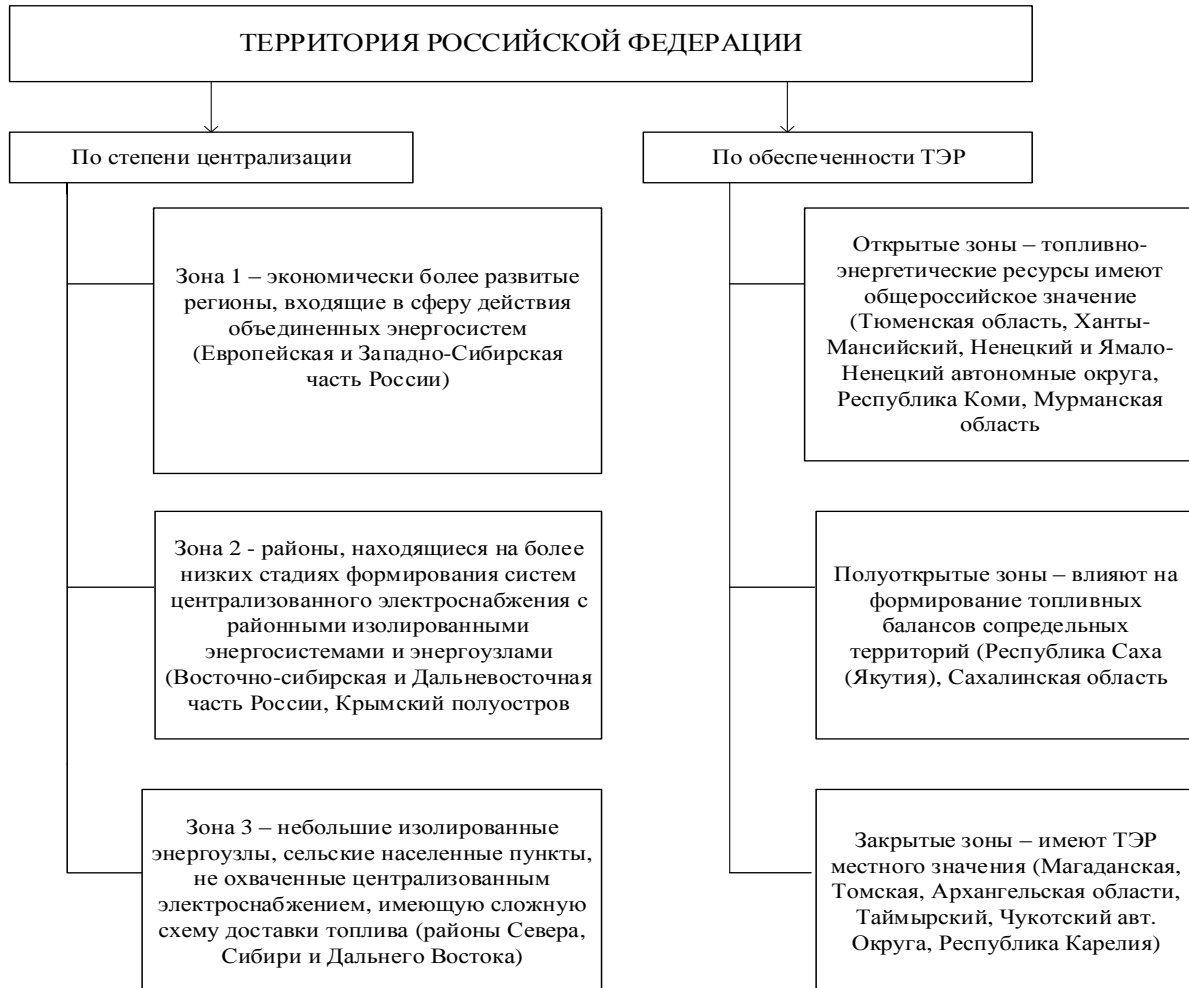 ТЕРРИТОРИЯ РОССИЙСКОЙ ФЕДЕРАЦИИ
По степени централизации
Зона 1 – экономически более развитые
регионы, входящие в сферу действия
объединенных энергосистем
(Европейская и Западно-Сибирская
часть России)
Зона 2 - районы, находящиеся на более
низких стадиях формирования систем
централизованного электроснабжения с
районными изолированными
энергосистемами и энергоузлами
(Восточно-сибирская и Дальневосточная
часть России, Крымский полуостров
Зона 3 – небольшие изолированные
энергоузлы, сельские населенные пункты,
не охваченные централизованным
электроснабжением, имеющую сложную
схему доставки топлива (районы Севера,
Сибири и Дальнего Востока)
По обеспеченности ТЭР
Открытые зоны – топливно-
энергетические ресурсы имеют
общероссийское значение
(Тюменская область, Ханты-
Мансийский, Ненецкий и Ямало-
Ненецкий автономные округа,
Республика Коми, Мурманская
область
Полуоткрытые зоны – влияют на
формирование топливных
балансов сопредельных
территорий (Республика Саха
(Якутия), Сахалинская область
Закрытые зоны – имеют ТЭР
местного значения (Магаданская,
Томская, Архангельская области,
Таймырский, Чукотский авт.
Округа, Республика Карелия)